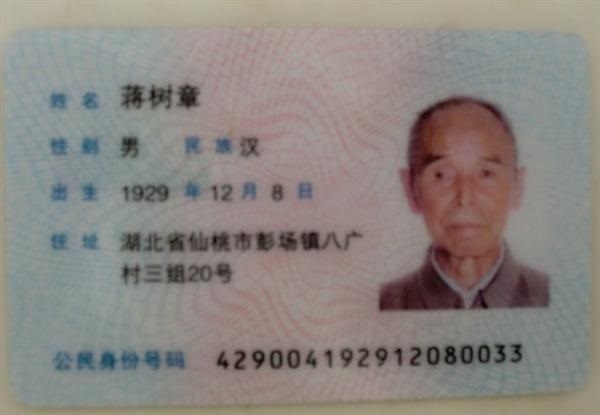 姓名 蒋树章
性别 男 民族 汉
出生 1929 年 12 月 8 日
住址 湖北省仙桃市彭场镇八广
村三组20号
公民身份号码 429004192912080033